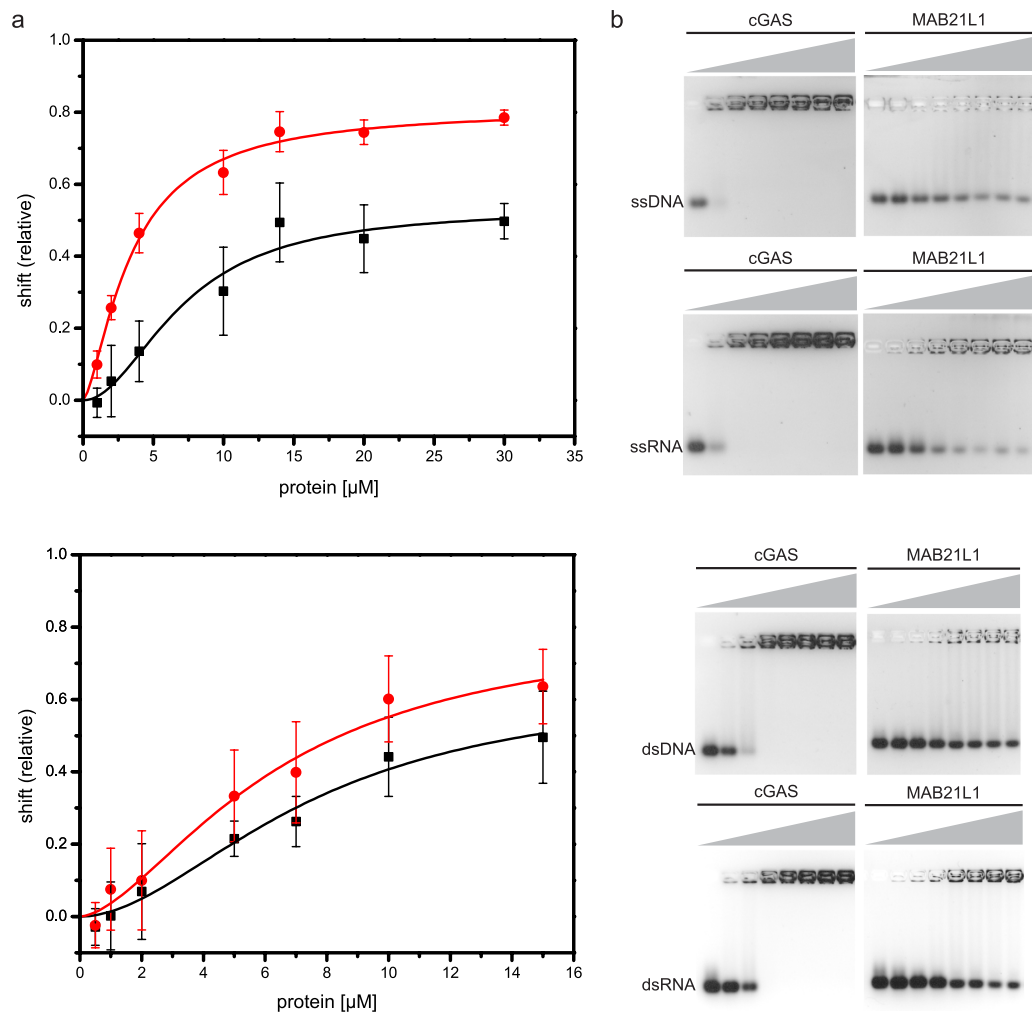 a
1.0
0.8
0.6
0.4
0.2
0.0
shift (relative)
0 5 10 15 20 25 30 35
protein [µM]
1.0
0.8
0.6
0.4
0.2
0.0
shift (relative)
0 2 4 6 8 10 12 14 16
protein [µM]
b
cGAS MAB21L1
ssDNA
cGAS MAB21L1
ssRNA
cGAS MAB21L1
dsDNA
cGAS MAB21L1
dsRNA